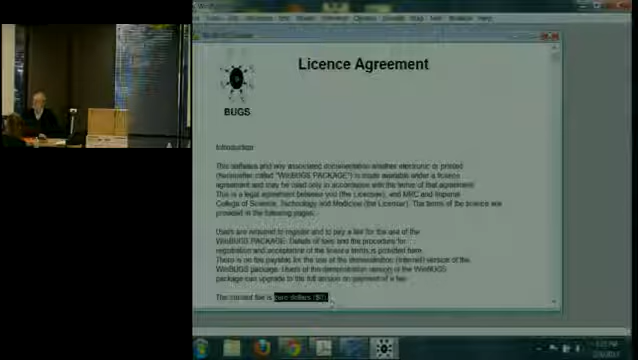 Licence Agreement
BUGS
Introduction
This software and any associated documentation whether electronic or printed
(hereinafter called "WinBUGS PACKAGE") is made available under a licence
agreement and may be used only in accordance with the terms of that agreement.
This is a legal agreement between you (the Licensee), and MRC and Imperial
College of Science, Technology and Medicine (the Licensor). The terms of the licence are
provided in the following pages.
Users are required to register and to pay a fee for the use of the
WinBUGS PACKAGE. Details of fees and the procedure for
registration and acceptance of the licence terms is provided here.
There is no fee payable for the use of the demonstration (internet) version of the
WinBUGS package. Users of this demonstration version of the WinBUGS
package can upgrade to the full version on payment of a fee.
The current fee is zero dollars ($0).